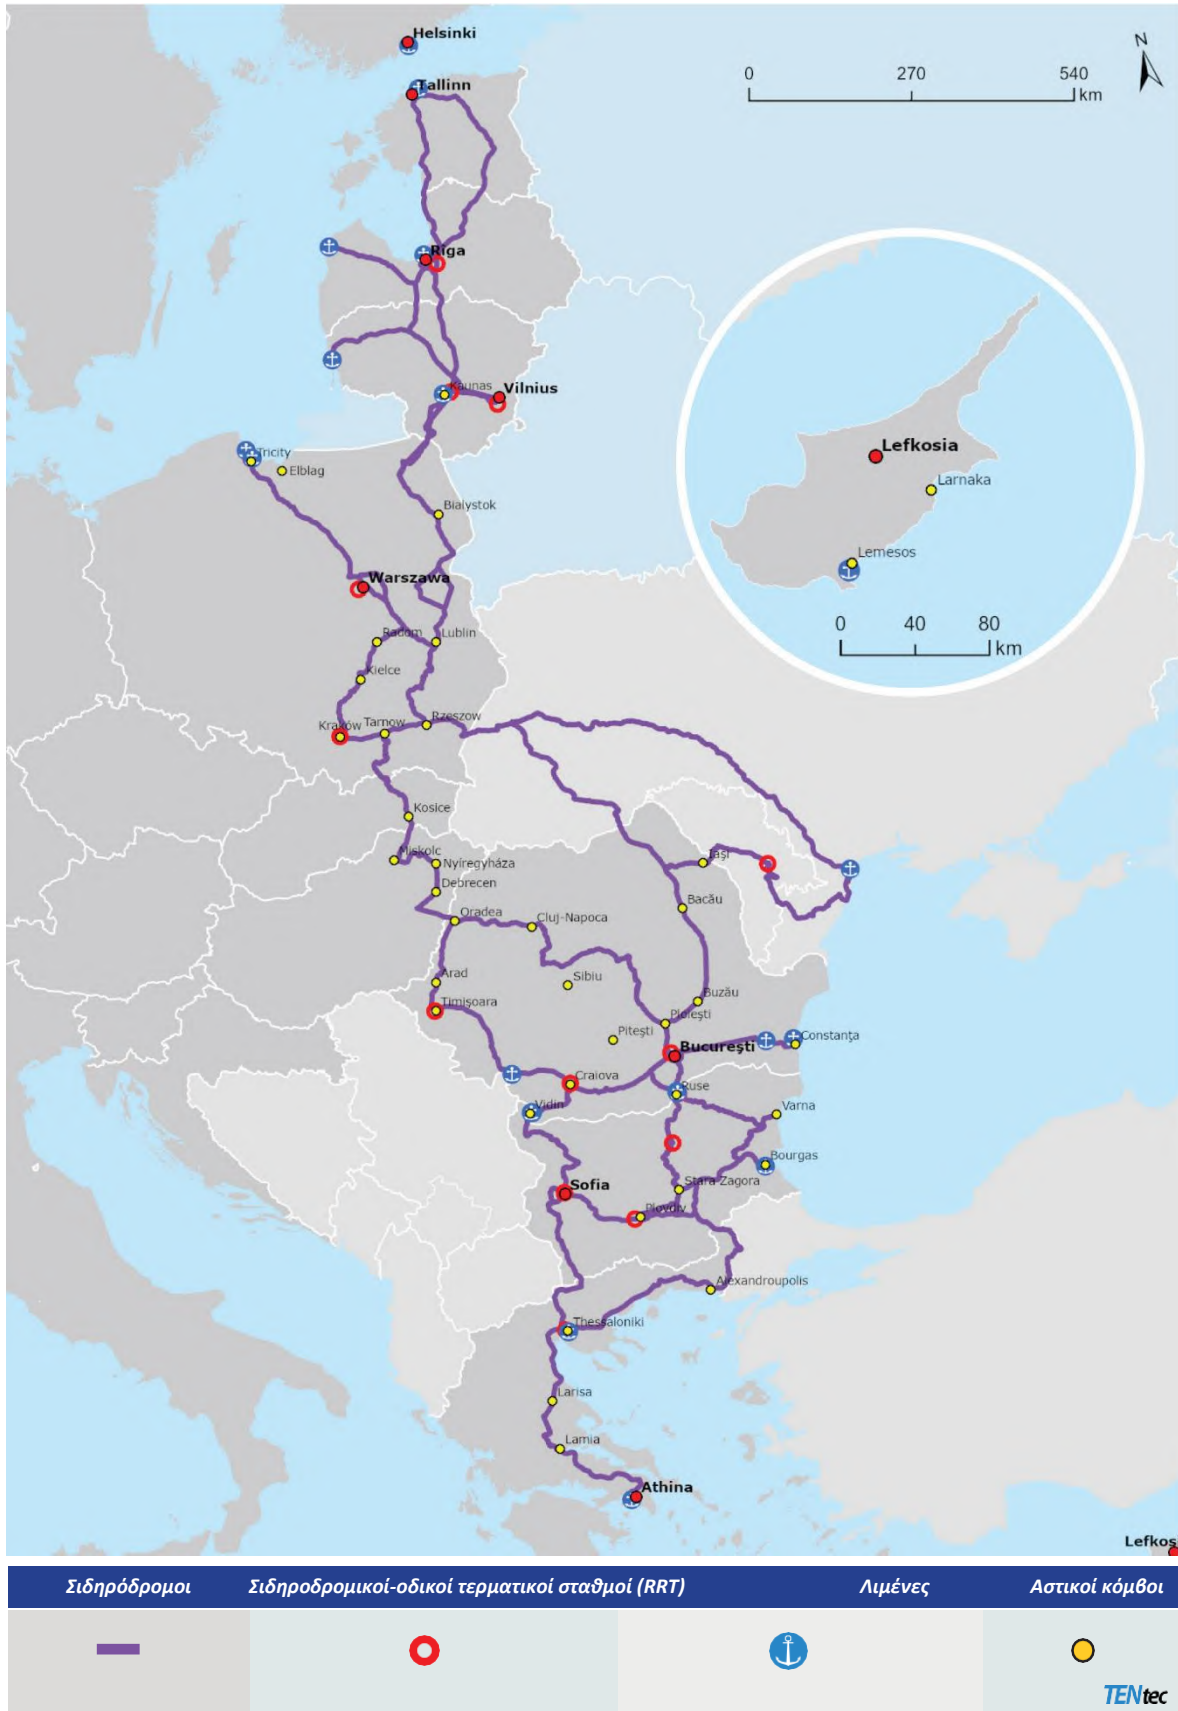 Helsinki
N
0 270 540
km
Tallinn
Riga
Kaunas
Vilnius
Lefkosia
Larnaka
Lemesos
0 40 80
km
Tricity
Elblag
Bialystok
Warszawa
Radom
Lublin
Kielce
Kraków
Tarnow
Rzeszow
Kosice
Miskolc
Nyíregyháza
Debrecen
Iaşi
Bacău
Oradea
Cluj-Napoca
Arad
Sibiu
Timișoara
Buzău
Ploieşti
Piteşti
Bucureşti
Constanţa
Craiova
Ruse
Vidin
Varna
Bourgas
Sofia
Stara-Zagora
Plovdiv
Alexandroupolis
Thessaloniki
Larisa
Lamia
Athina
Lefkos
Σιδηρόδρομοι Σιδηροδρομικοί-οδικοί τερματικοί σταθμοί (RRT) Λιμένες Αστικοί κόμβοι
TENtec